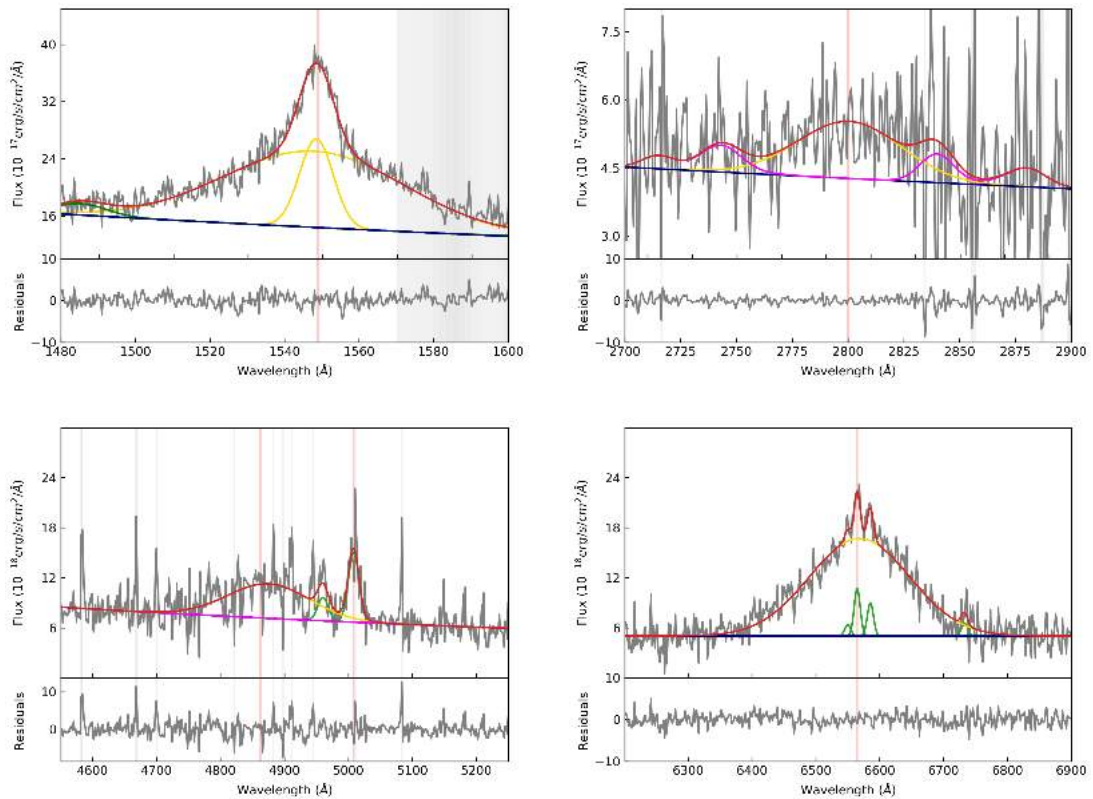 40
32
24
16
Flux (10 17erg/s/cm²/Å)
10
0
−10
Residuals
1480 1500 1520 1540 1560 1580 1600
Wavelength (Å)
7.5
6.0
4.5
3.0
Flux (10 17erg/s/cm²/Å)
10
0
−10
Residuals
2700 2725 2750 2775 2800 2825 2850 2875 2900
Wavelength (Å)
24
18
12
6
Flux (10 18erg/s/cm²/Å)
10
0
Residuals
4600 4700 4800 4900 5000 5100 5200
Wavelength (Å)
24
18
12
6
Flux (10 18erg/s/cm²/Å)
10
0
−10
Residuals
6300 6400 6500 6600 6700 6800 6900
Wavelength (Å)